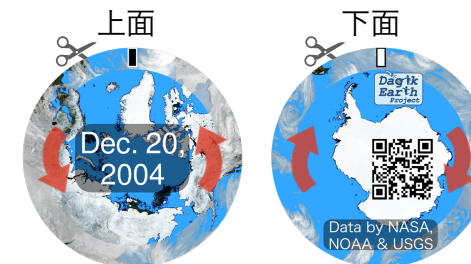 上面
下面
Dec. 20,
2004
Dagik
Earth
Project
Data by NASA,
NOAA & USGS